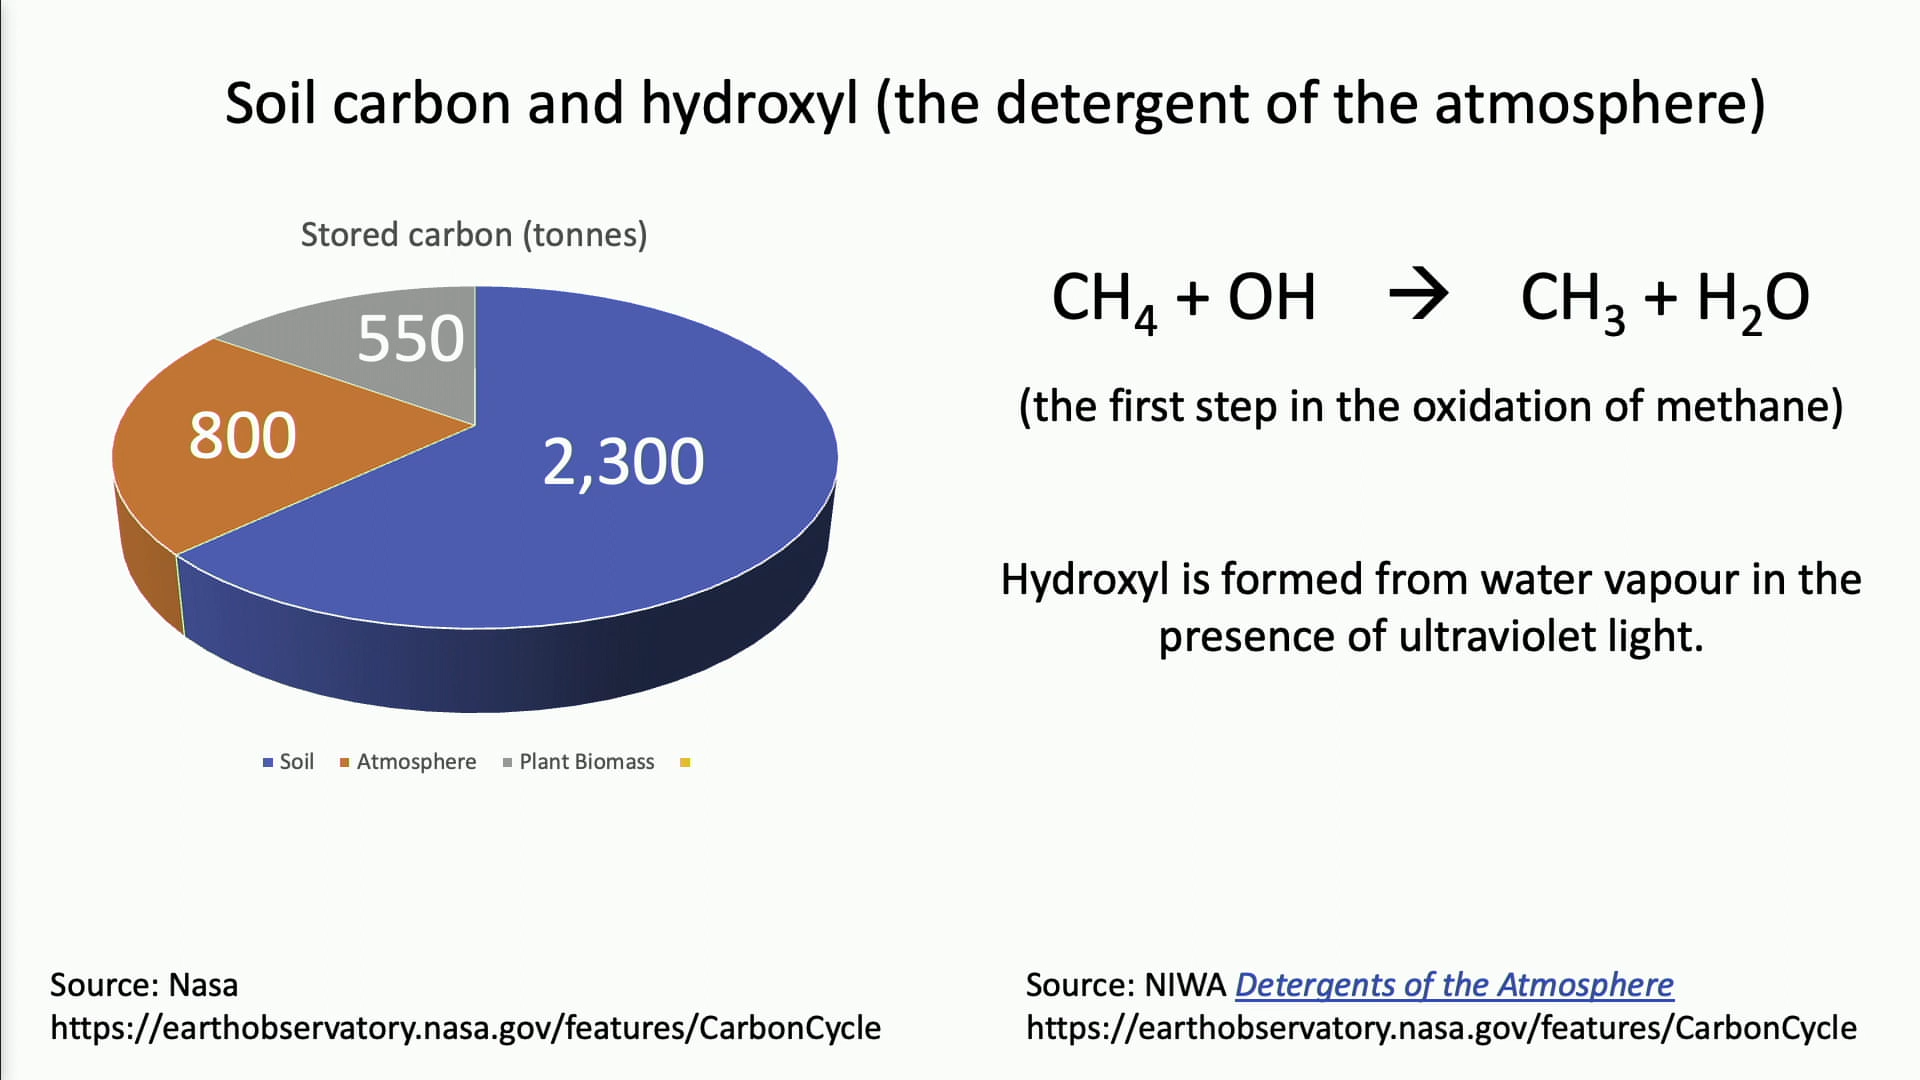 Soil carbon and hydroxyl (the detergent of the atmosphere)
Stored carbon (tonnes)
550
800
2,300
Soil Atmosphere Plant Biomass
CH₄ + OH → CH₃ + H₂O
(the first step in the oxidation of methane)
Hydroxyl is formed from water vapour in the
presence of ultraviolet light.
Source: Nasa
https://earthobservatory.nasa.gov/features/CarbonCycle
Source: NIWA Detergents of the Atmosphere
https://earthobservatory.nasa.gov/features/CarbonCycle